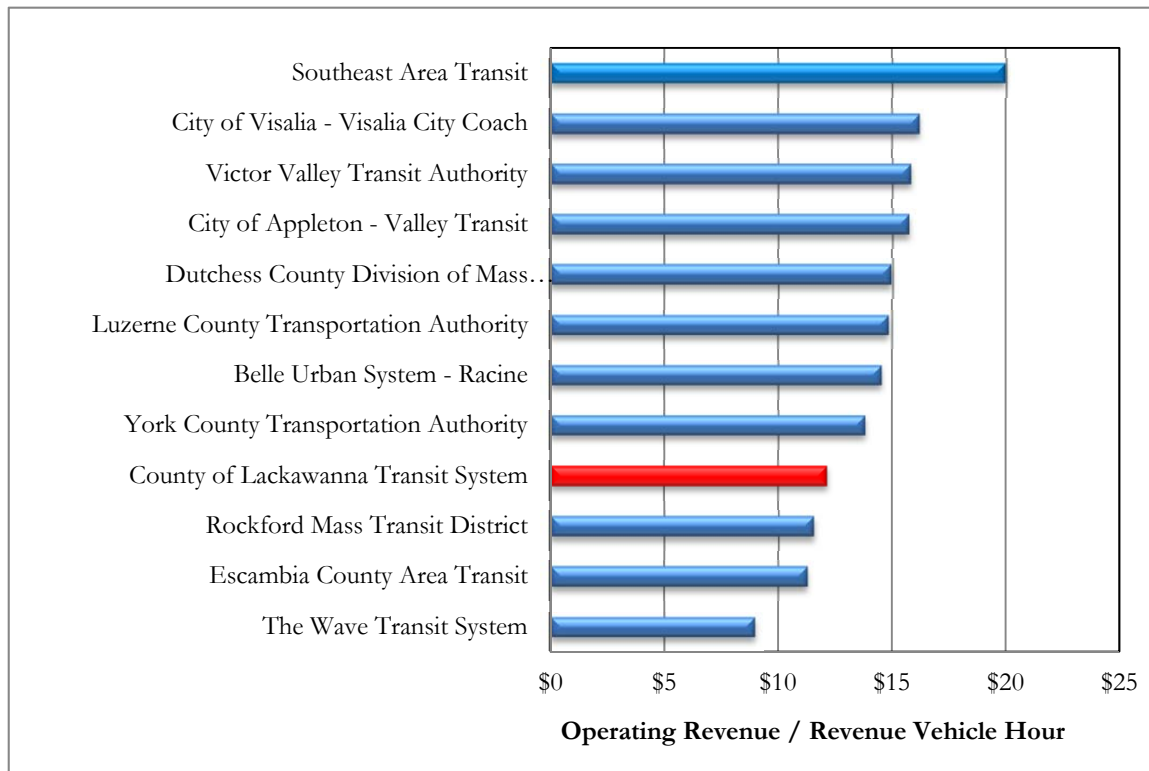 Southeast Area Transit
City of Visalia - Visalia City Coach
Victor Valley Transit Authority
City of Appleton - Valley Transit
Dutchess County Division of Mass…
Luzerne County Transportation Authority
Belle Urban System - Racine
York County Transportation Authority
County of Lackawanna Transit System
Rockford Mass Transit District
Escambia County Area Transit
The Wave Transit System
$0 $5 $10 $15 $20 $25
Operating Revenue / Revenue Vehicle Hour